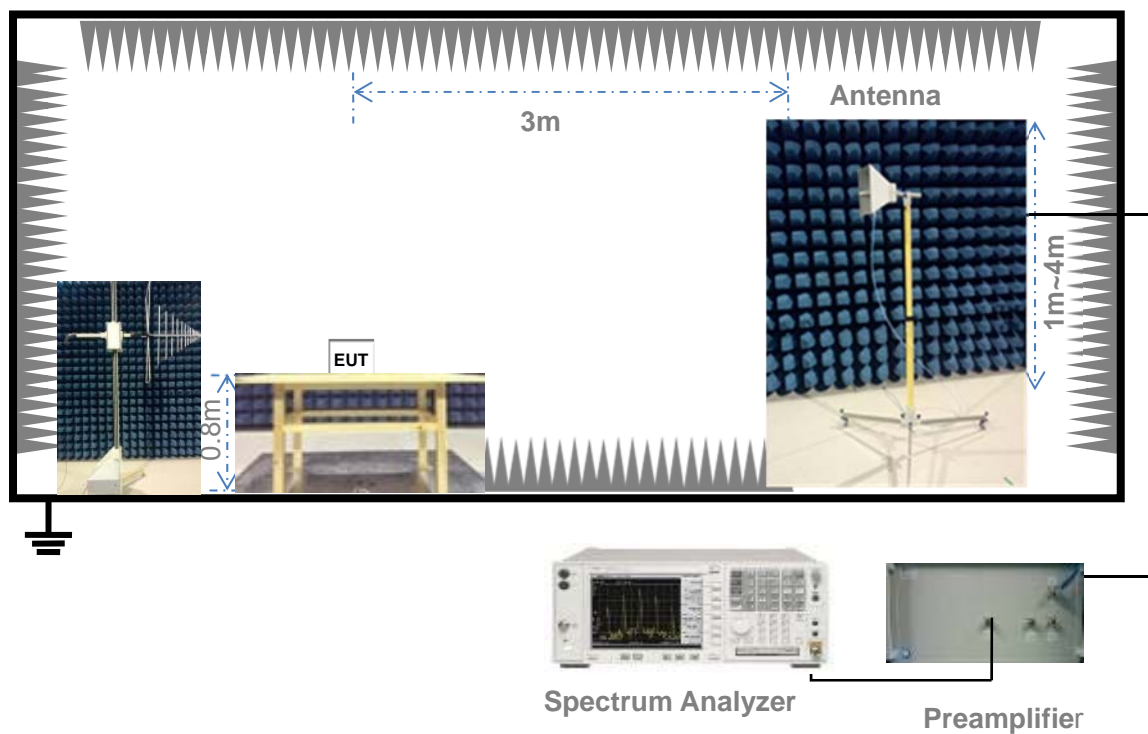 Antenna
3m
1m~4m
EUT
0.8m
Spectrum Analyzer
Preamplifier